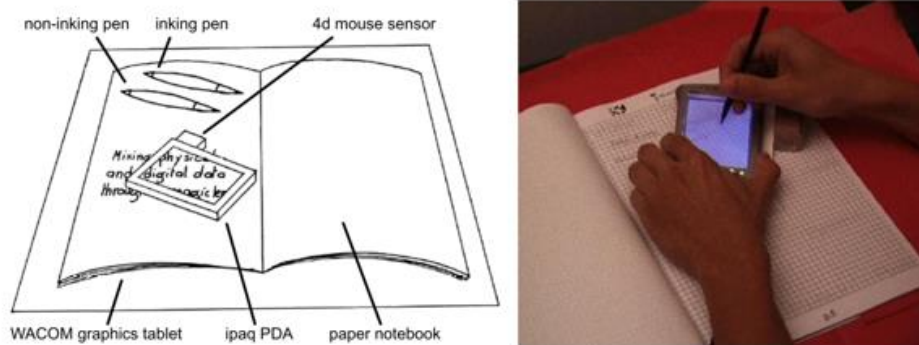 non-inking pen inking pen 4d mouse sensor
Mixing physical
and digital data
through
WACOM graphics tablet ipaq PDA paper notebook